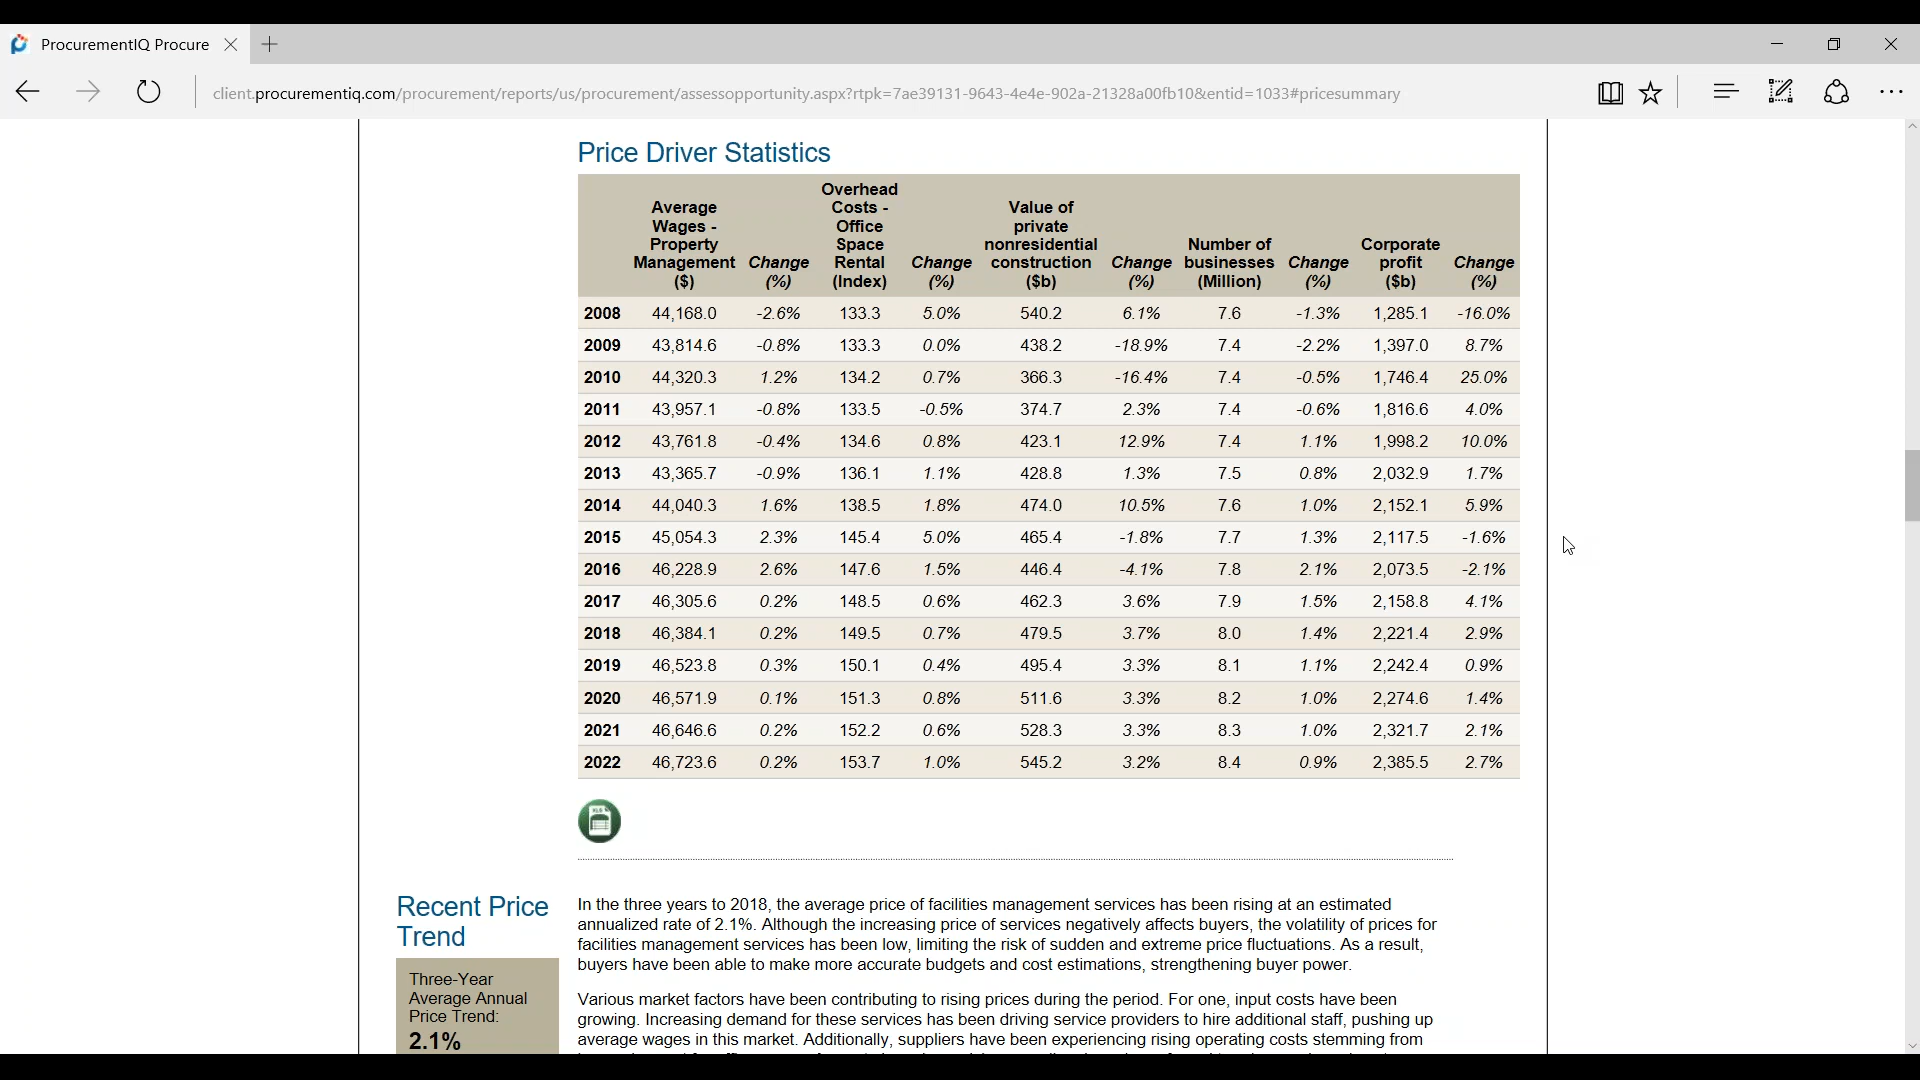 ProcurementIQ Procure
client.procurementiq.com/procurement/reports/us/procurement/assessopportunity.aspx?rtpk=7ae39131-9643-4e4e-902a-21328a00fb10&entid=1033#pricesummary
Price Driver Statistics
Average Wages - Property Management ($) Change (%) Overhead Costs - Office Space Rental (Index) Change (%) Value of private nonresidential construction ($b) Change (%) Number of businesses (Million) Change (%) Corporate profit ($b) Change (%)
2008 44,168.0 -2.6% 133.3 5.0% 540.2 6.1% 7.6 -1.3% 1,285.1 -16.0%
2009 43,814.6 -0.8% 133.3 0.0% 438.2 -18.9% 7.4 -2.2% 1,397.0 8.7%
2010 44,320.3 1.2% 134.2 0.7% 366.3 -16.4% 7.4 -0.5% 1,746.4 25.0%
2011 43,957.1 -0.8% 133.5 -0.5% 374.7 2.3% 7.4 -0.6% 1,816.6 4.0%
2012 43,761.8 -0.4% 134.6 0.8% 423.1 12.9% 7.4 1.1% 1,998.2 10.0%
2013 43,365.7 -0.9% 136.1 1.1% 428.8 1.3% 7.5 0.8% 2,032.9 1.7%
2014 44,040.3 1.6% 138.5 1.8% 474.0 10.5% 7.6 1.0% 2,152.1 5.9%
2015 45,054.3 2.3% 145.4 5.0% 465.4 -1.8% 7.7 1.3% 2,117.5 -1.6%
2016 46,228.9 2.6% 147.6 1.5% 446.4 -4.1% 7.8 2.1% 2,073.5 -2.1%
2017 46,305.6 0.2% 148.5 0.6% 462.3 3.6% 7.9 1.5% 2,158.8 4.1%
2018 46,384.1 0.2% 149.5 0.7% 479.5 3.7% 8.0 1.4% 2,221.4 2.9%
2019 46,523.8 0.3% 150.1 0.4% 495.4 3.3% 8.1 1.1% 2,242.4 0.9%
2020 46,571.9 0.1% 151.3 0.8% 511.6 3.3% 8.2 1.0% 2,274.6 1.4%
2021 46,646.6 0.2% 152.2 0.6% 528.3 3.3% 8.3 1.0% 2,321.7 2.1%
2022 46,723.6 0.2% 153.7 1.0% 545.2 3.2% 8.4 0.9% 2,385.5 2.7%
Recent Price
Trend
Three-Year
Average Annual
Price Trend:
2.1%
In the three years to 2018, the average price of facilities management services has been rising at an estimated
annualized rate of 2.1%. Although the increasing price of services negatively affects buyers, the volatility of prices for
facilities management services has been low, limiting the risk of sudden and extreme price fluctuations. As a result,
buyers have been able to make more accurate budgets and cost estimations, strengthening buyer power.
Various market factors have been contributing to rising prices during the period. For one, input costs have been
growing. Increasing demand for these services has been driving service providers to hire additional staff, pushing up
average wages in this market. Additionally, suppliers have been experiencing rising operating costs stemming from